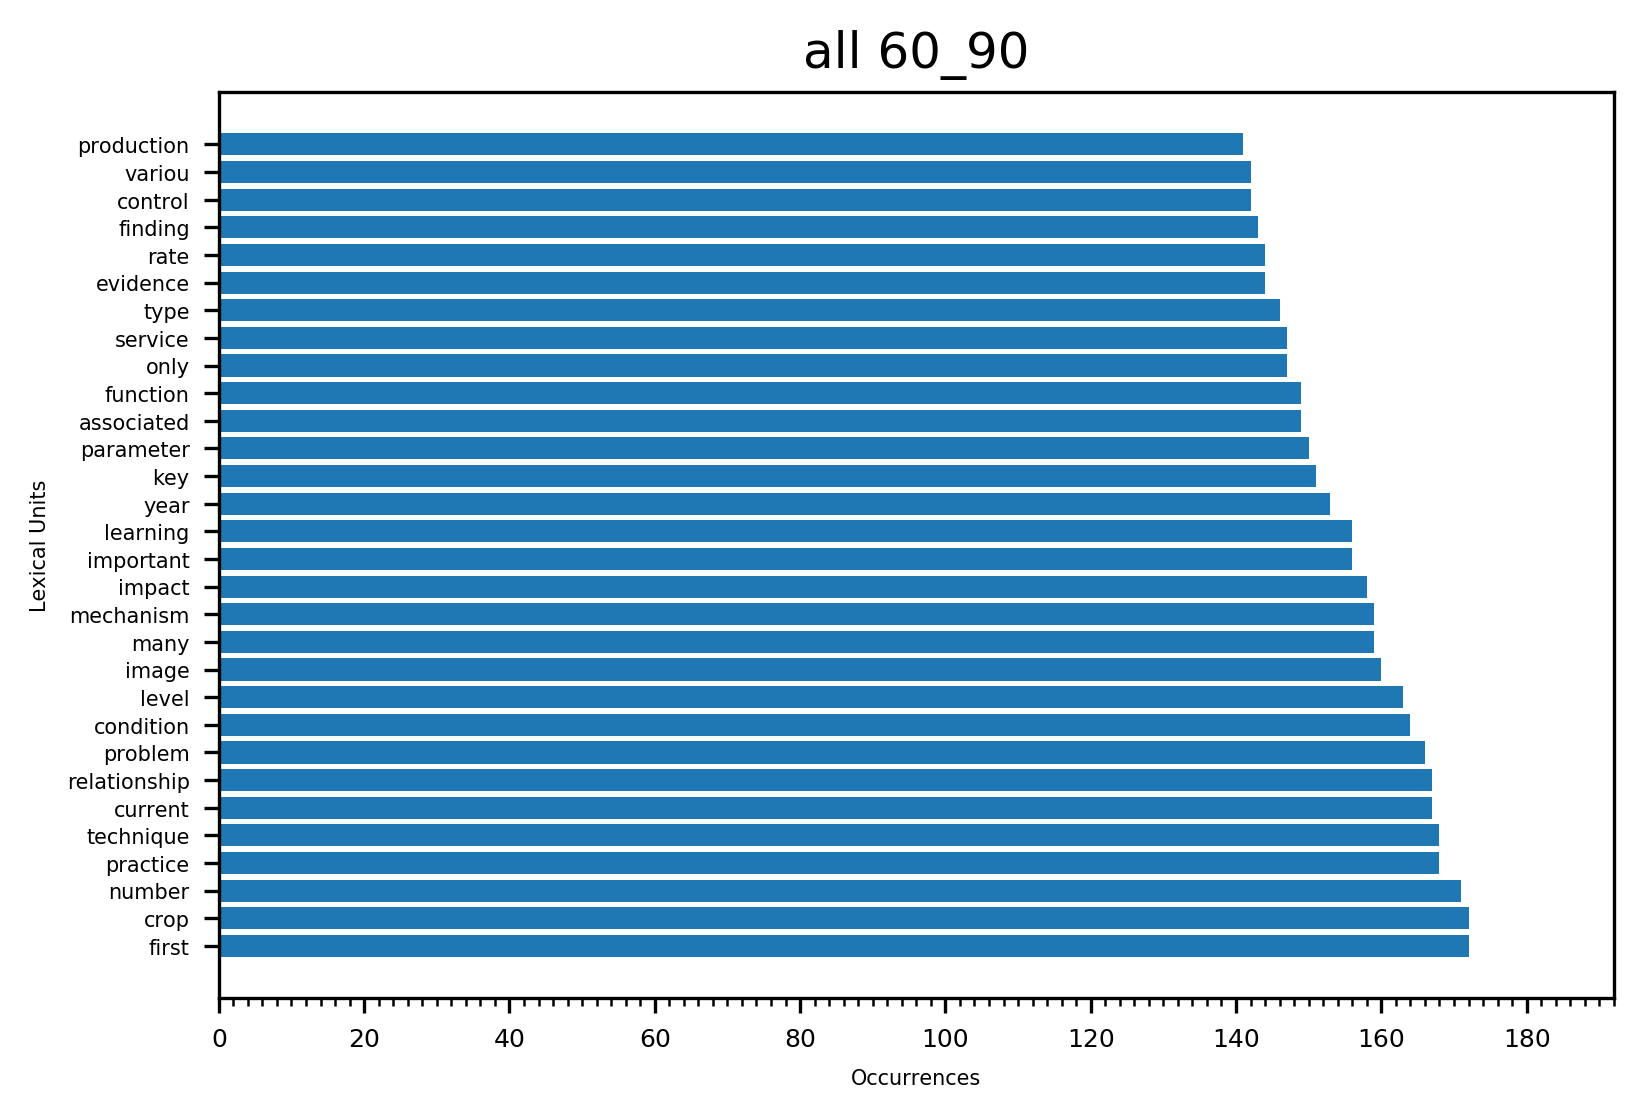 all 60_90
production
variou
control
finding
rate
evidence
type
service
only
function
associated
parameter
key
year
learning
important
impact
mechanism
many
image
level
condition
problem
relationship
current
technique
practice
number
crop
first
Lexical Units
0 20 40 60 80 100 120 140 160 180
Occurrences